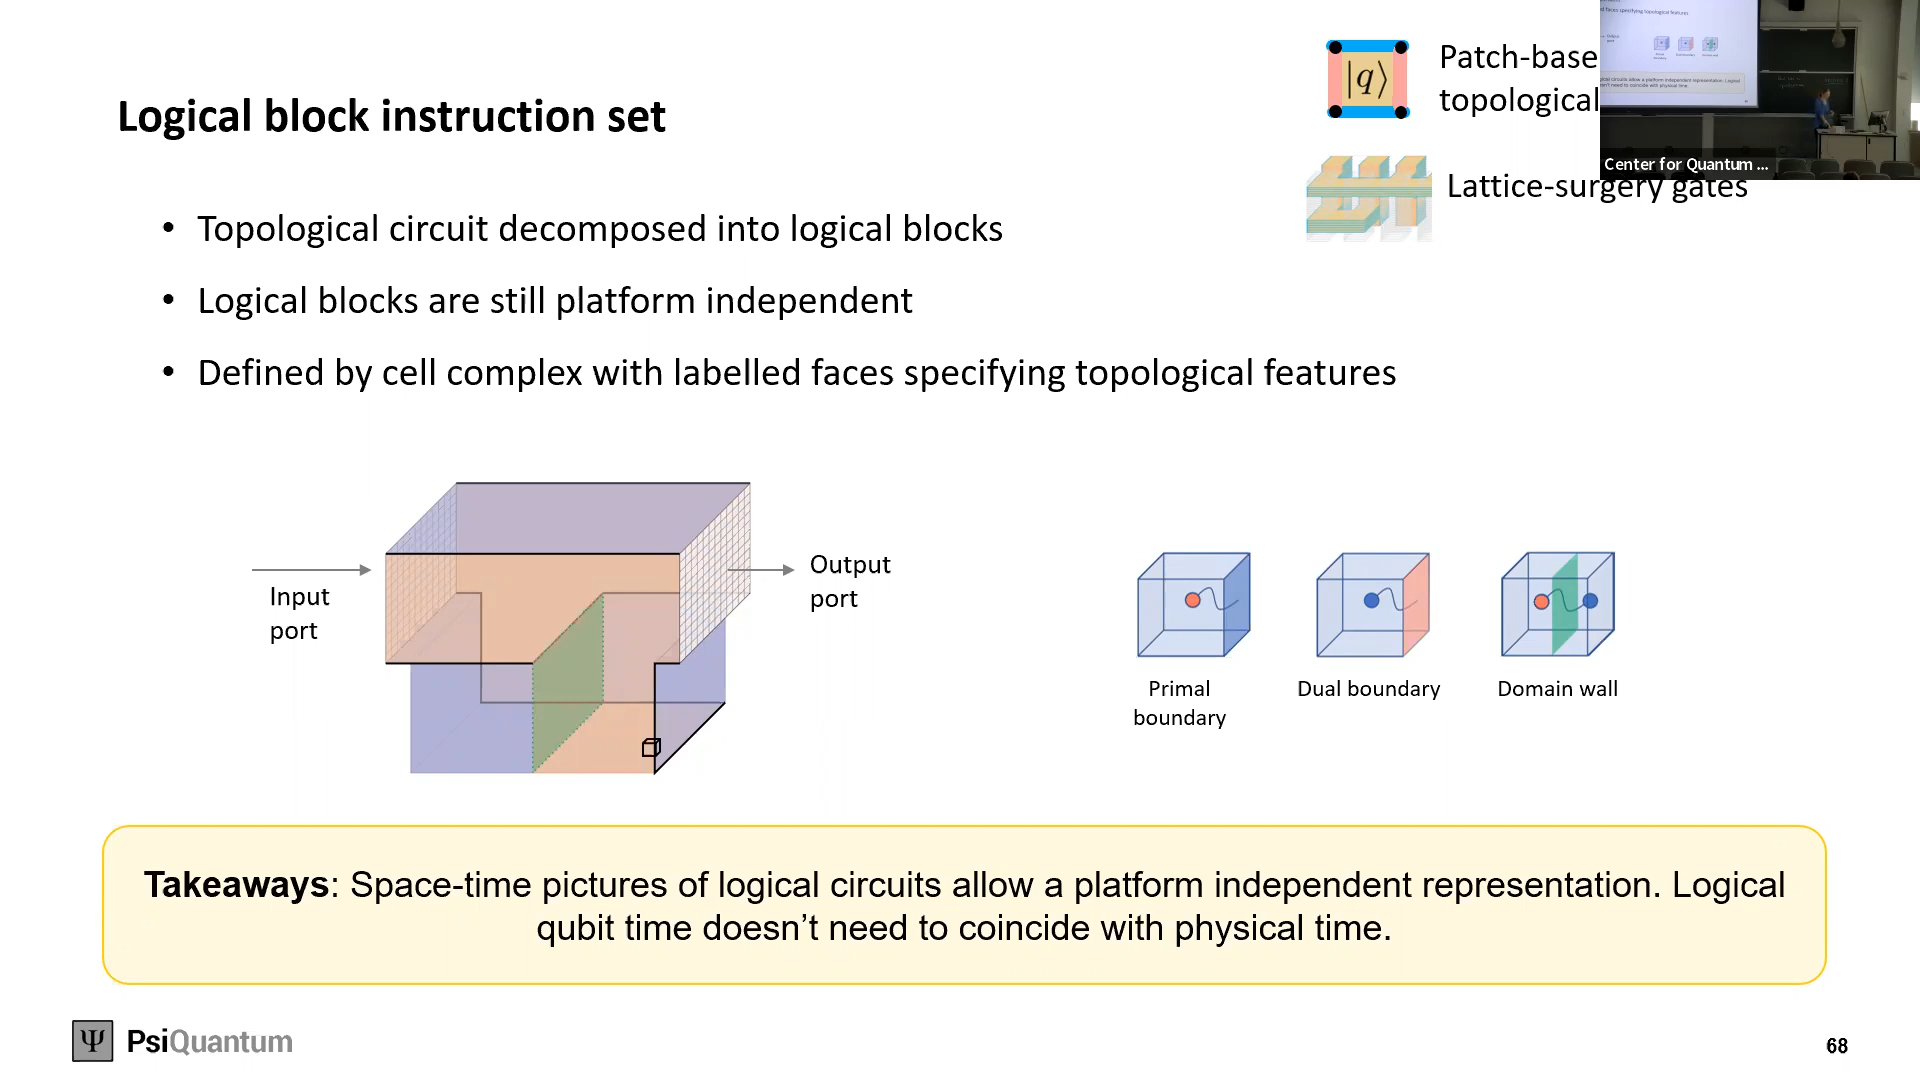 Logical block instruction set
|q⟩
Patch-base
topological
Lattice-surgery gates
Center for Quantum ...
• Topological circuit decomposed into logical blocks
• Logical blocks are still platform independent
• Defined by cell complex with labelled faces specifying topological features
Input
port
Output
port
Primal
boundary
Dual boundary
Domain wall
Takeaways: Space-time pictures of logical circuits allow a platform independent representation. Logical
qubit time doesn’t need to coincide with physical time.
Ψ PsiQuantum
68